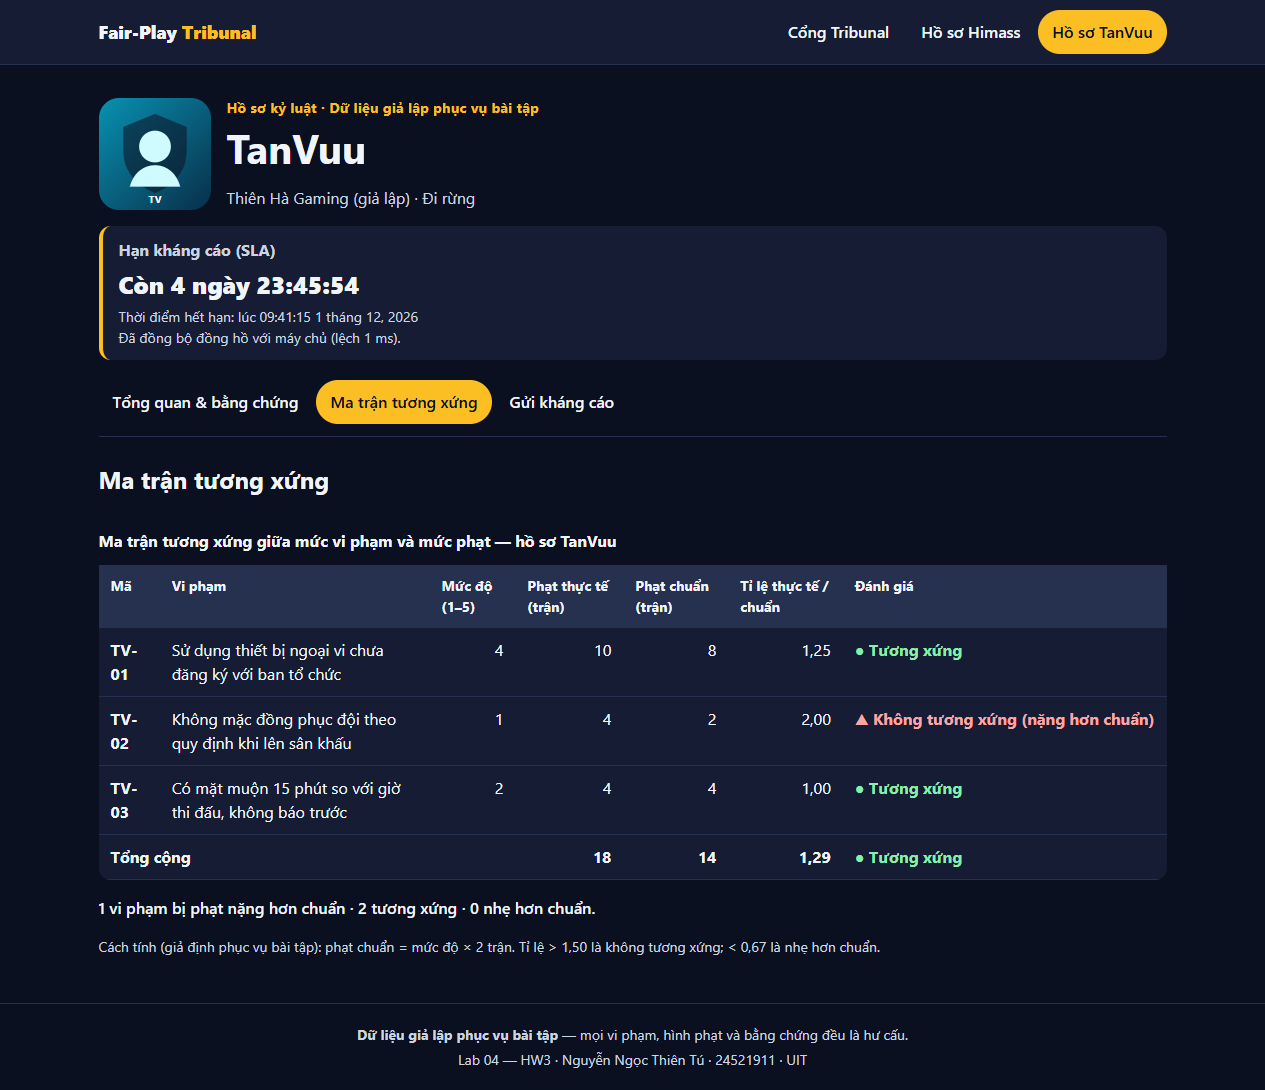 Fair-Play Tribunal
Cổng Tribunal
Hồ sơ Himass
Hồ sơ TanVuu
TV
Hồ sơ kỷ luật · Dữ liệu giả lập phục vụ bài tập
TanVuu
Thiên Hà Gaming (giả lập) · Đi rừng
Hạn kháng cáo (SLA)
Còn 4 ngày 23:45:54
Thời điểm hết hạn: lúc 09:41:15 1 tháng 12, 2026
Đã đồng bộ đồng hồ với máy chủ (lệch 1 ms).
Tổng quan & bằng chứng
Ma trận tương xứng
Gửi kháng cáo
Ma trận tương xứng
Ma trận tương xứng giữa mức vi phạm và mức phạt — hồ sơ TanVuu
Mã
Vi phạm
Mức độ
(1–5)
Phạt thực tế
(trận)
Phạt chuẩn
(trận)
Tỉ lệ thực tế /
chuẩn
Đánh giá
TV-
01
Sử dụng thiết bị ngoại vi chưa
đăng ký với ban tổ chức
4
10
8
1,25
● Tương xứng
TV-
02
Không mặc đồng phục đội theo
quy định khi lên sân khấu
1
4
2
2,00
▲ Không tương xứng (nặng hơn chuẩn)
TV-
03
Có mặt muộn 15 phút so với giờ
thi đấu, không báo trước
2
4
4
1,00
● Tương xứng
Tổng cộng
18
14
1,29
● Tương xứng
1 vi phạm bị phạt nặng hơn chuẩn · 2 tương xứng · 0 nhẹ hơn chuẩn.
Cách tính (giả định phục vụ bài tập): phạt chuẩn = mức độ × 2 trận. Tỉ lệ > 1,50 là không tương xứng; < 0,67 là nhẹ hơn chuẩn.
Dữ liệu giả lập phục vụ bài tập — mọi vi phạm, hình phạt và bằng chứng đều là hư cấu.
Lab 04 — HW3 · Nguyễn Ngọc Thiên Tú · 24521911 · UIT